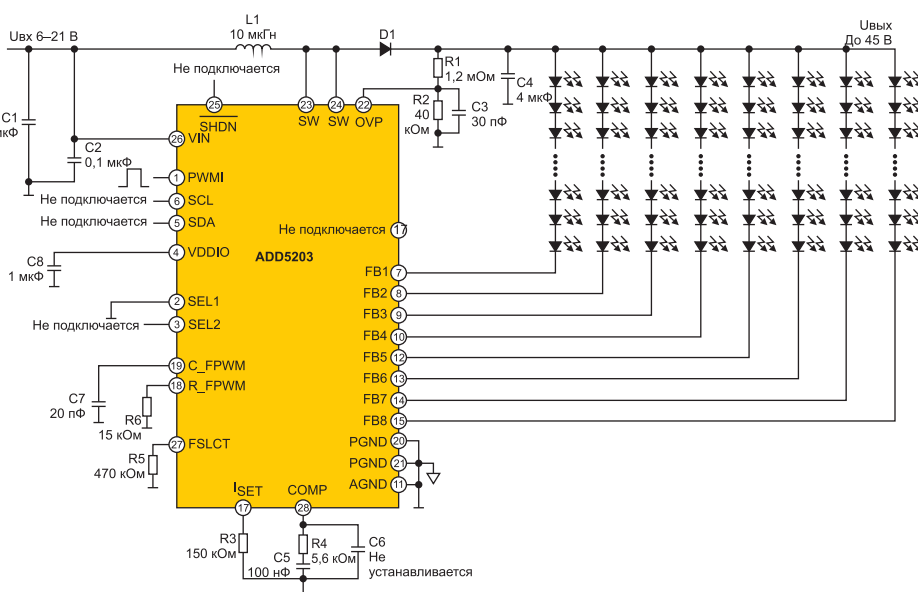 L1
10 мкГн
Uвх 6–21 В
D1
Uвых
До 45 В
Не подключается
R1
1,2 мОм
C4
4 мкФ
R2
40
кОм
C3
30 пФ
C1
мкФ
C2
0,1 мкФ
25
SHDN
23
SW
24
SW
22
OVP
26
VIN
1
PWMI
Не подключается
6
SCL
Не подключается
5
SDA
Не подключается
17
4
VDDIO
C8
1 мкФ
ADD5203
FB1
7
2
SEL1
FB2
8
Не подключается
3
SEL2
FB3
9
FB4
10
19
C_FPWM
FB5
12
18
R_FPWM
FB6
13
C7
20 пФ
R6
15 кОм
FB7
14
FB8
15
27
FSLCT
PGND
20
R5
470 кОм
PGND
21
AGND
11
ISET
17
COMP
28
R3
150 кОм
R4
5,6 кОм
C5
100 нФ
C6
Не
устанавливается